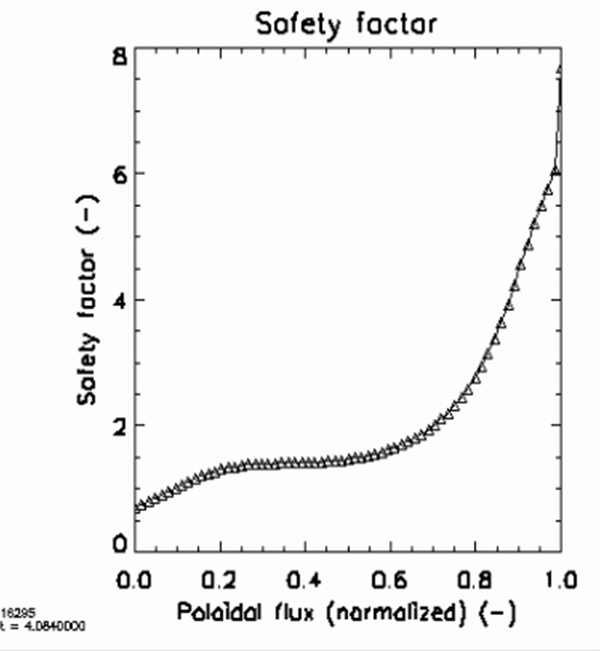 Safety factor
8
6
4
2
0
Safety factor (-)
0.0 0.2 0.4 0.6 0.8 1.0
Poloidal flux (normalized) (-)
16295
t = 4.0840000